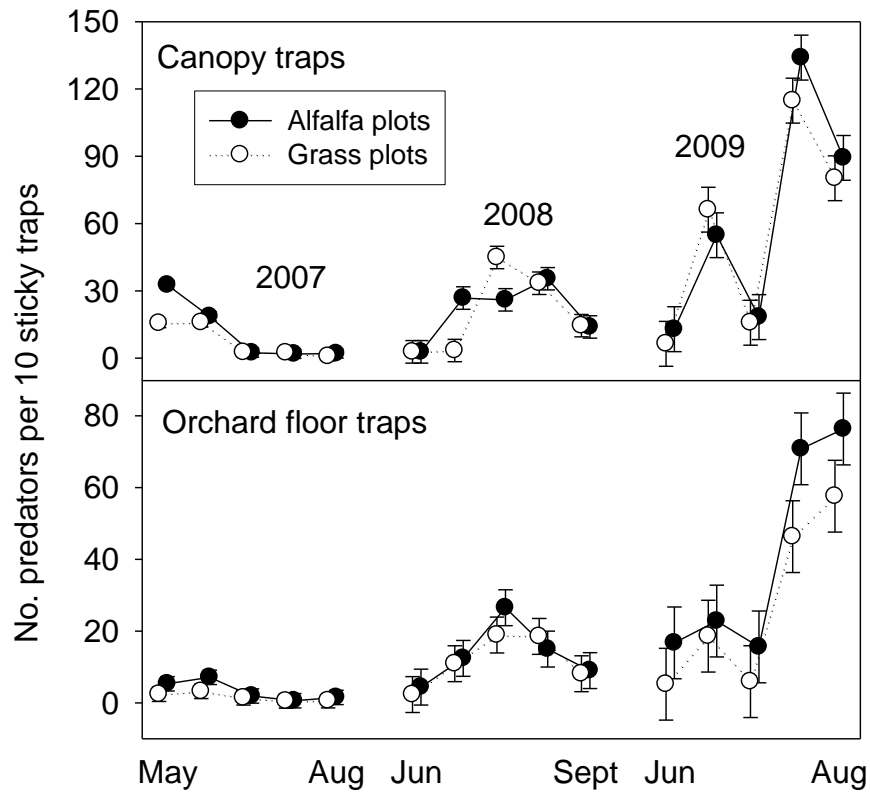 No. predators per 10 sticky traps
150
120
90
60
30
0
Canopy traps
Alfalfa plots
Grass plots
2007
2008
2009
80
60
40
20
0
Orchard floor traps
May Aug Jun Sept Jun Aug